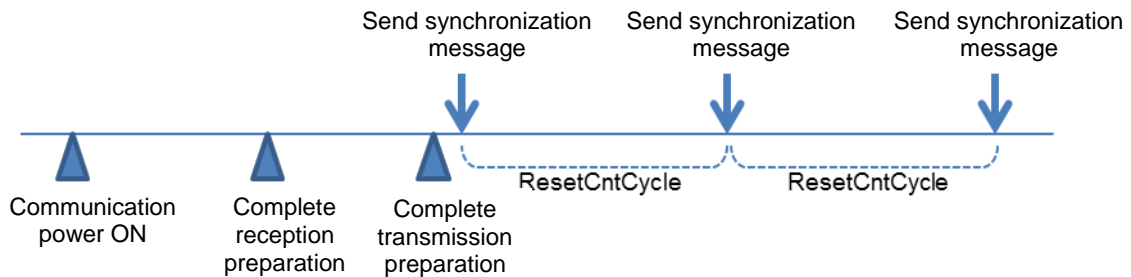 Send synchronization
message
Send synchronization
message
Send synchronization
message
ResetCntCycle
ResetCntCycle
Communication
power ON
Complete
reception
preparation
Complete
transmission
preparation